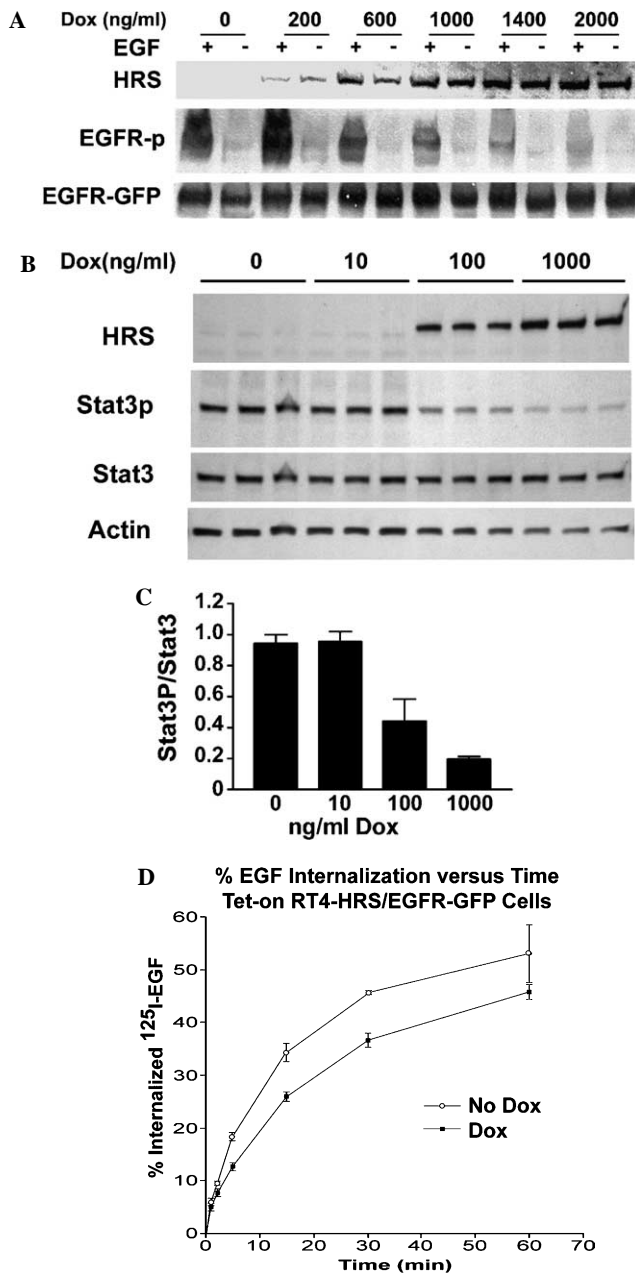 A
Dox (ng/ml) 0 200 600 1000 1400 2000
EGF + - + - + - + - + - + -
HRS
EGFR-p
EGFR-GFP
B
Dox(ng/ml) 0 10 100 1000
HRS
Stat3p
Stat3
Actin
C
Stat3P/Stat3
1.2
1.0
0.8
0.6
0.4
0.2
0
0 10 100 1000
ng/ml Dox
D
% EGF Internalization versus Time
Tet-on RT4-HRS/EGFR-GFP Cells
% Internalized ¹²⁵I-EGF
60
50
40
30
20
10
0
No Dox
Dox
0 10 20 30 40 50 60 70
Time (min)